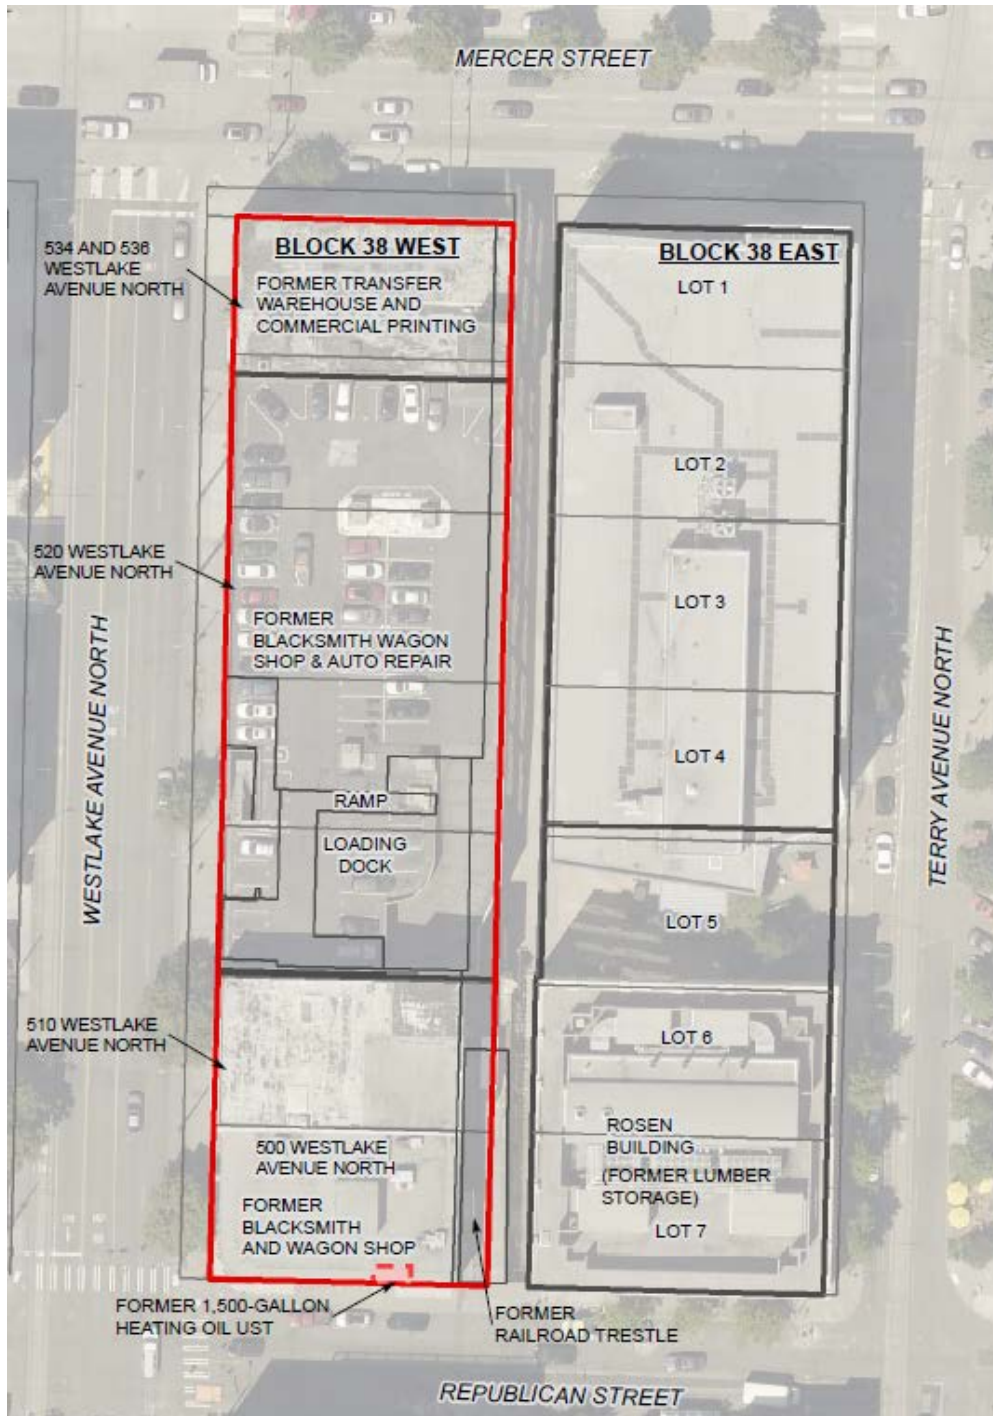 MERCER STREET
534 AND 536
WESTLAKE
AVENUE NORTH
BLOCK 38 WEST
FORMER TRANSFER
WAREHOUSE AND
COMMERCIAL PRINTING
BLOCK 38 EAST
LOT 1
LOT 2
520 WESTLAKE
AVENUE NORTH
FORMER
BLACKSMITH WAGON
SHOP & AUTO REPAIR
LOT 3
WESTLAKE AVENUE NORTH
TERRY AVENUE NORTH
LOT 4
RAMP
LOADING
DOCK
LOT 5
510 WESTLAKE
AVENUE NORTH
LOT 6
500 WESTLAKE
AVENUE NORTH
FORMER
BLACKSMITH
AND WAGON SHOP
ROSEN
BUILDING
(FORMER LUMBER
STORAGE)
LOT 7
FORMER 1,500-GALLON
HEATING OIL UST
FORMER
RAILROAD TRESTLE
REPUBLICAN STREET